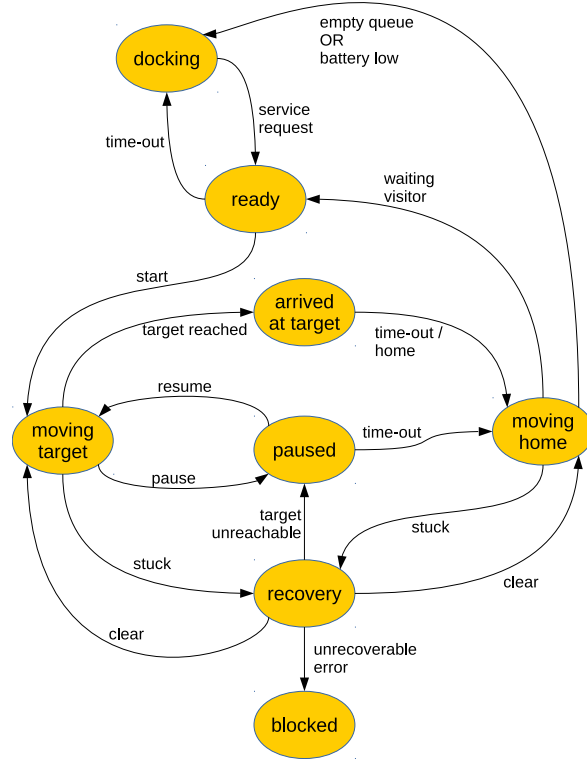 empty queue
OR
battery low
docking
service
request
time-out
ready
waiting
visitor
start
arrived
at target
target reached
time-out /
home
resume
moving
target
paused
time-out
moving
home
pause
target
unreachable
stuck
stuck
recovery
clear
clear
unrecoverable
error
blocked